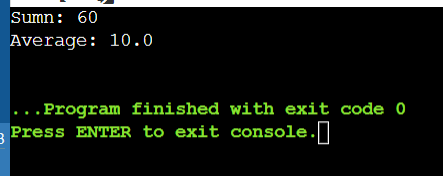 Sumn: 60
Average: 10.0
...Program finished with exit code 0
Press ENTER to exit console.